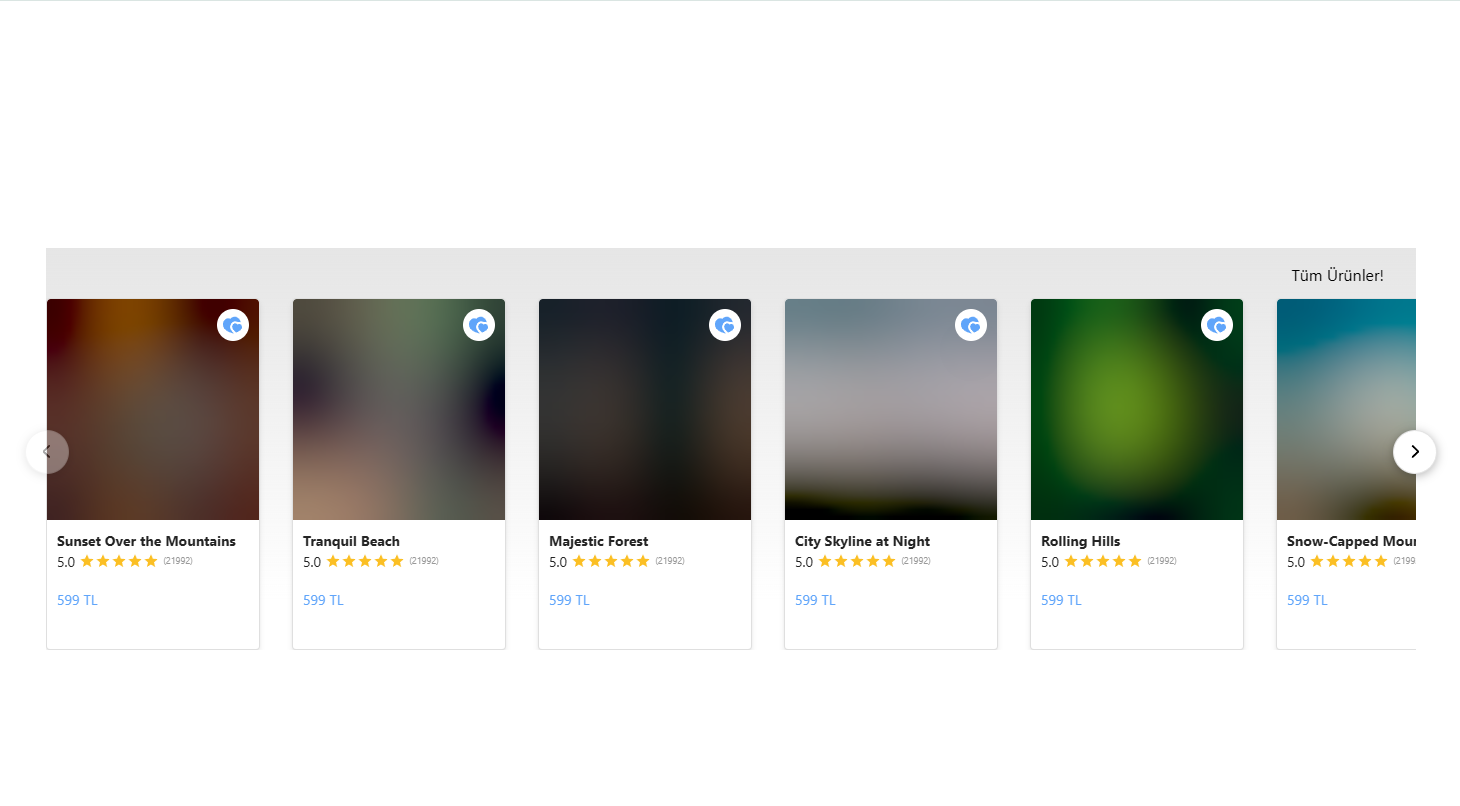 Tüm Ürünler!
Sunset Over the Mountains
5.0 (21992)
599 TL
Tranquil Beach
5.0 (21992)
599 TL
Majestic Forest
5.0 (21992)
599 TL
City Skyline at Night
5.0 (21992)
599 TL
Rolling Hills
5.0 (21992)
599 TL
Snow-Capped Mour
5.0 (2199
599 TL